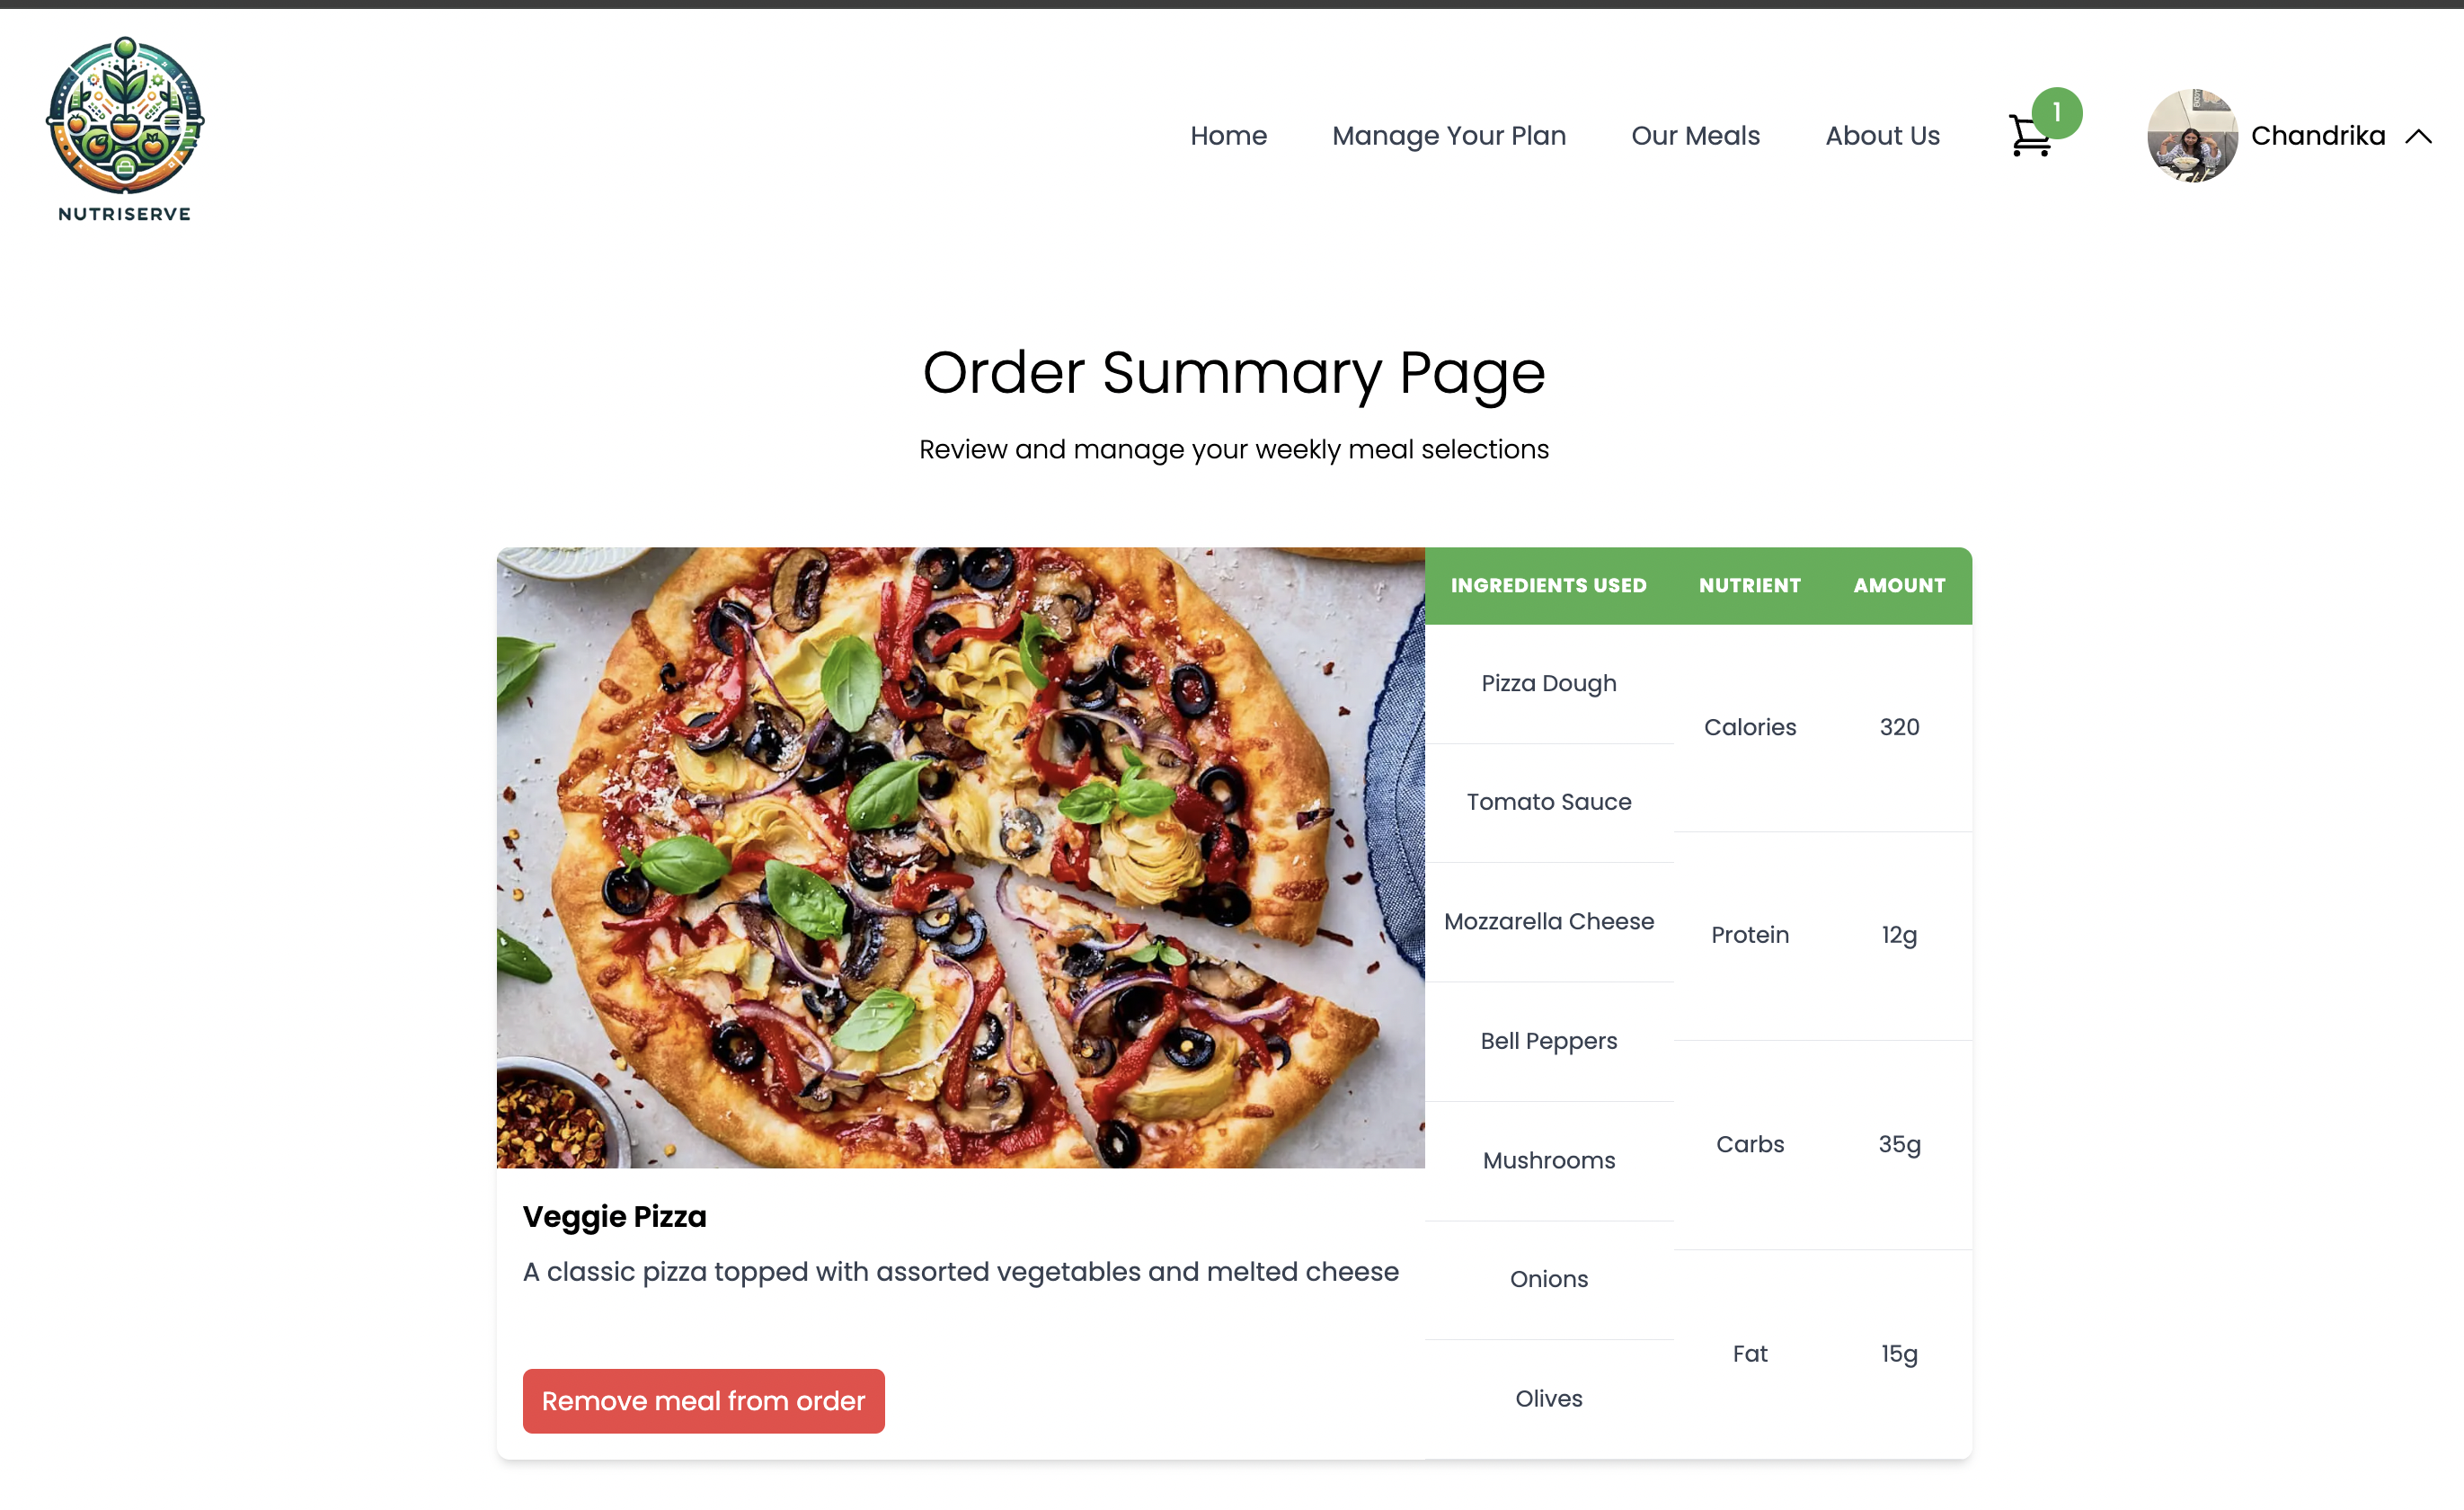 NUTRISERVE
Home
Manage Your Plan
Our Meals
About Us
1
Chandrika
Order Summary Page
Review and manage your weekly meal selections
INGREDIENTS USED
NUTRIENT
AMOUNT
Pizza Dough
Tomato Sauce
Mozzarella Cheese
Bell Peppers
Mushrooms
Onions
Olives
Calories 320
Protein 12g
Carbs 35g
Fat 15g
Veggie Pizza
A classic pizza topped with assorted vegetables and melted cheese
Remove meal from order